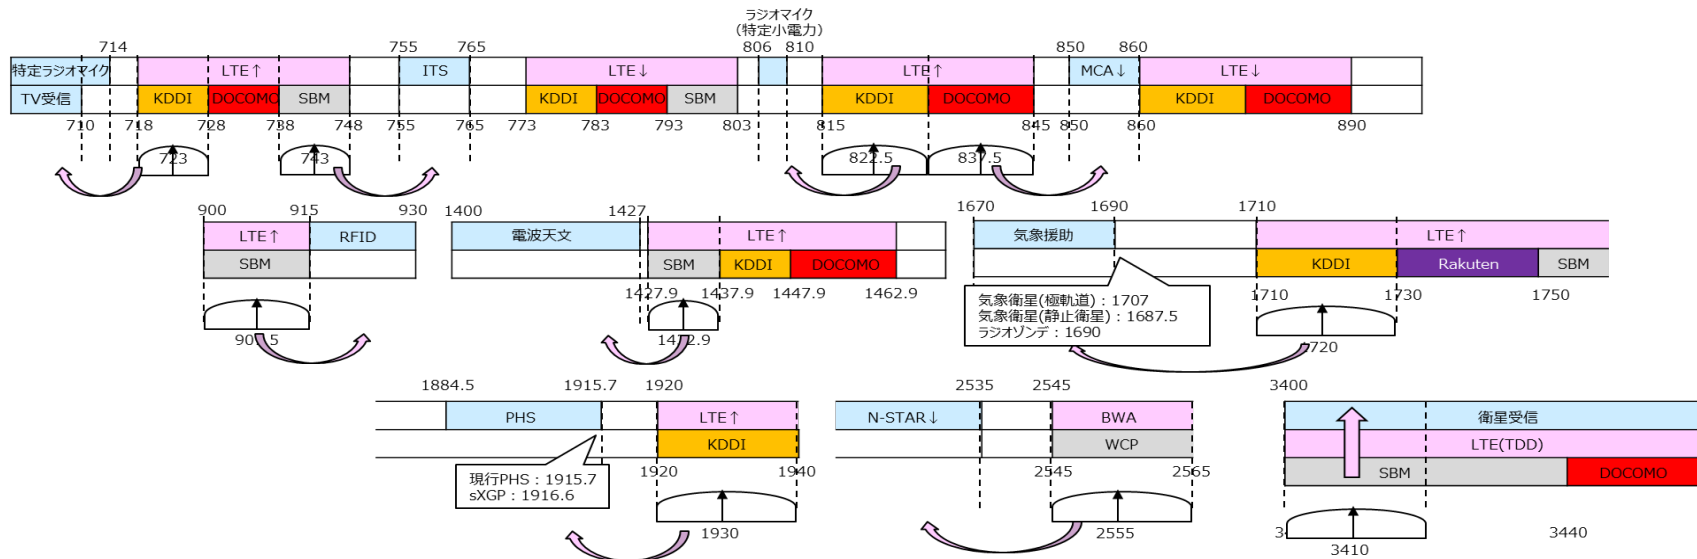 ラジオマイク
(特定小電力)
714 755 765 806 810 850 860
特定ラジオマイク LTE↑ ITS LTE↓ LTE↑ MCA↓ LTE↓
TV受信 KDDI DOCOMO SBM KDDI DOCOMO SBM KDDI DOCOMO KDDI DOCOMO
710 718 728 738 748 755 765 773 783 793 803 815 845 850 860 890
723 743 822.5 837.5
900 915 930 1400 1427 1670 1690 1710
LTE↑ RFID 電波天文 LTE↑ 気象援助 LTE↑
SBM SBM KDDI DOCOMO KDDI Rakuten SBM
1427.9 1437.9 1447.9 1462.9 1710 1730 1750
気象衛星(極軌道)：1707
気象衛星(静止衛星)：1687.5
ラジオゾンデ：1690
1884.5 1915.7 1920 2535 2545 3400
PHS LTE↑ N-STAR↓ BWA 衛星受信
KDDI WCP LTE(TDD)
SBM DOCOMO
1920 1940 2545 2565
現行PHS：1915.7
sXGP：1916.6
1930 2555 3440
3410